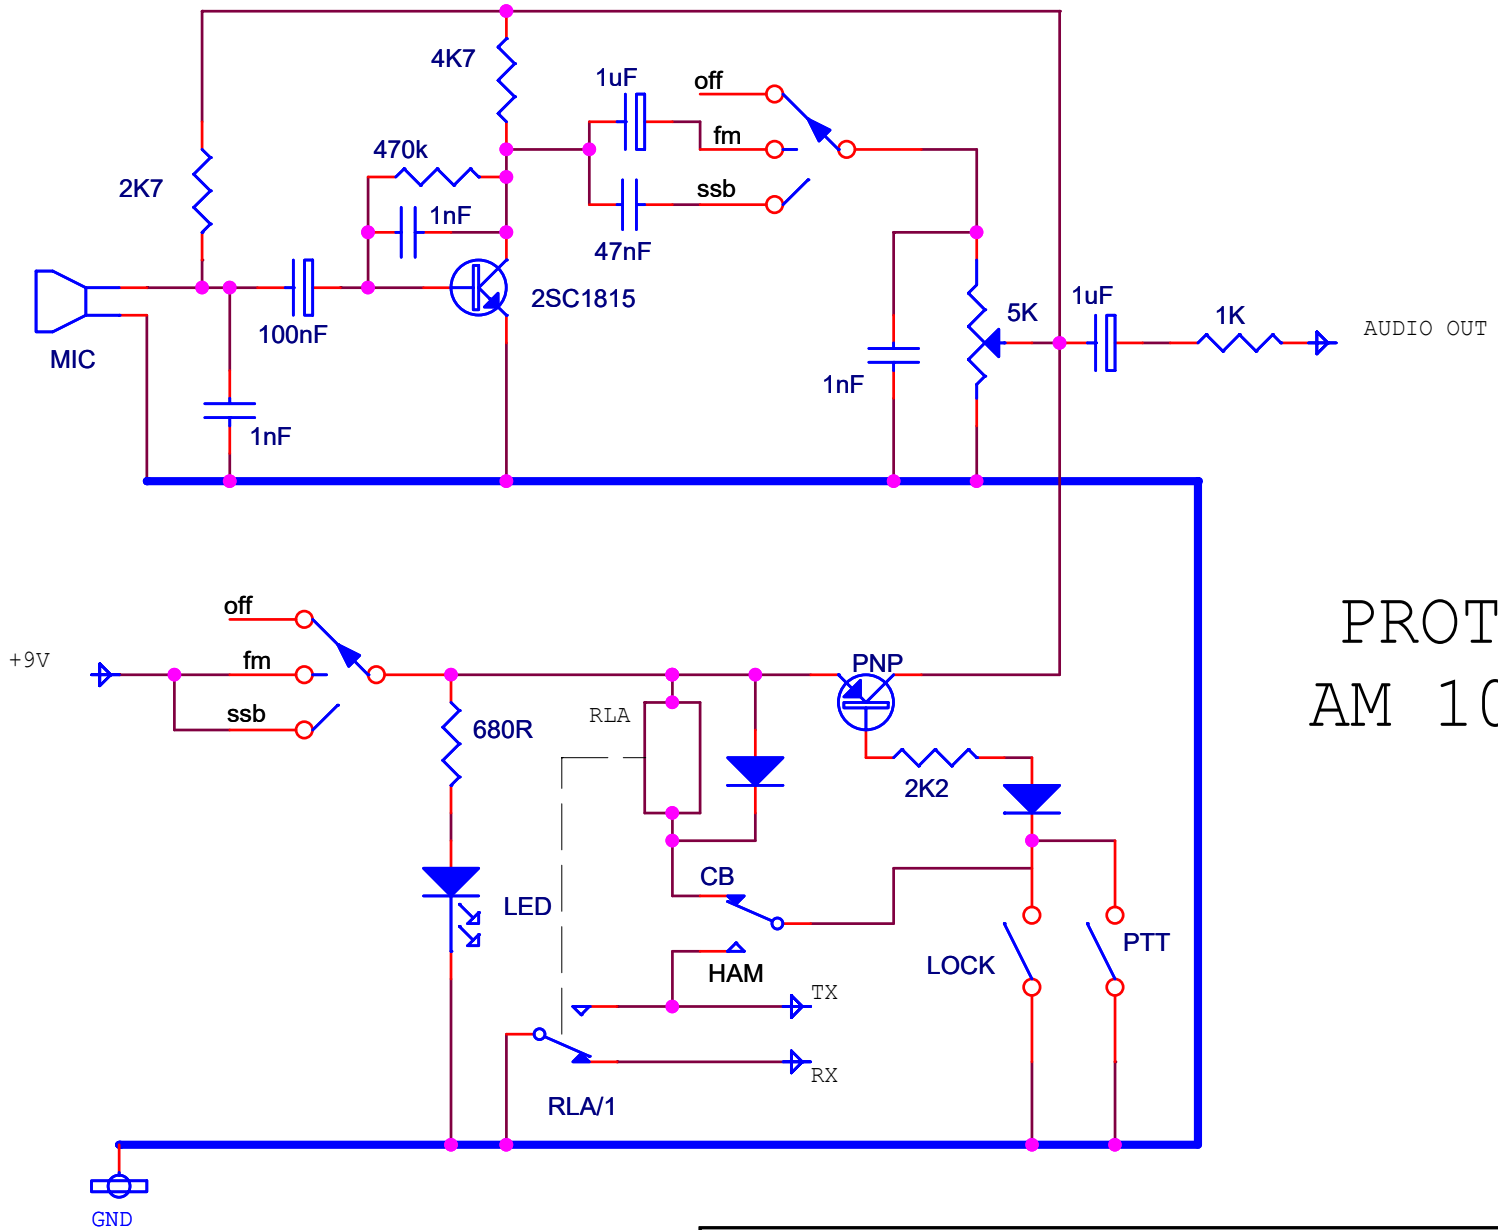 4K7
1uF
off
fm
470k
2K7
ssb
1nF
47nF
2SC1815
1uF
5K
1K
AUDIO OUT
100nF
MIC
1nF
1nF
off
PROT
+9V
fm
PNP
AM 10
ssb
RLA
680R
2K2
CB
LED
PTT
LOCK
HAM
TX
RX
RLA/1
GND